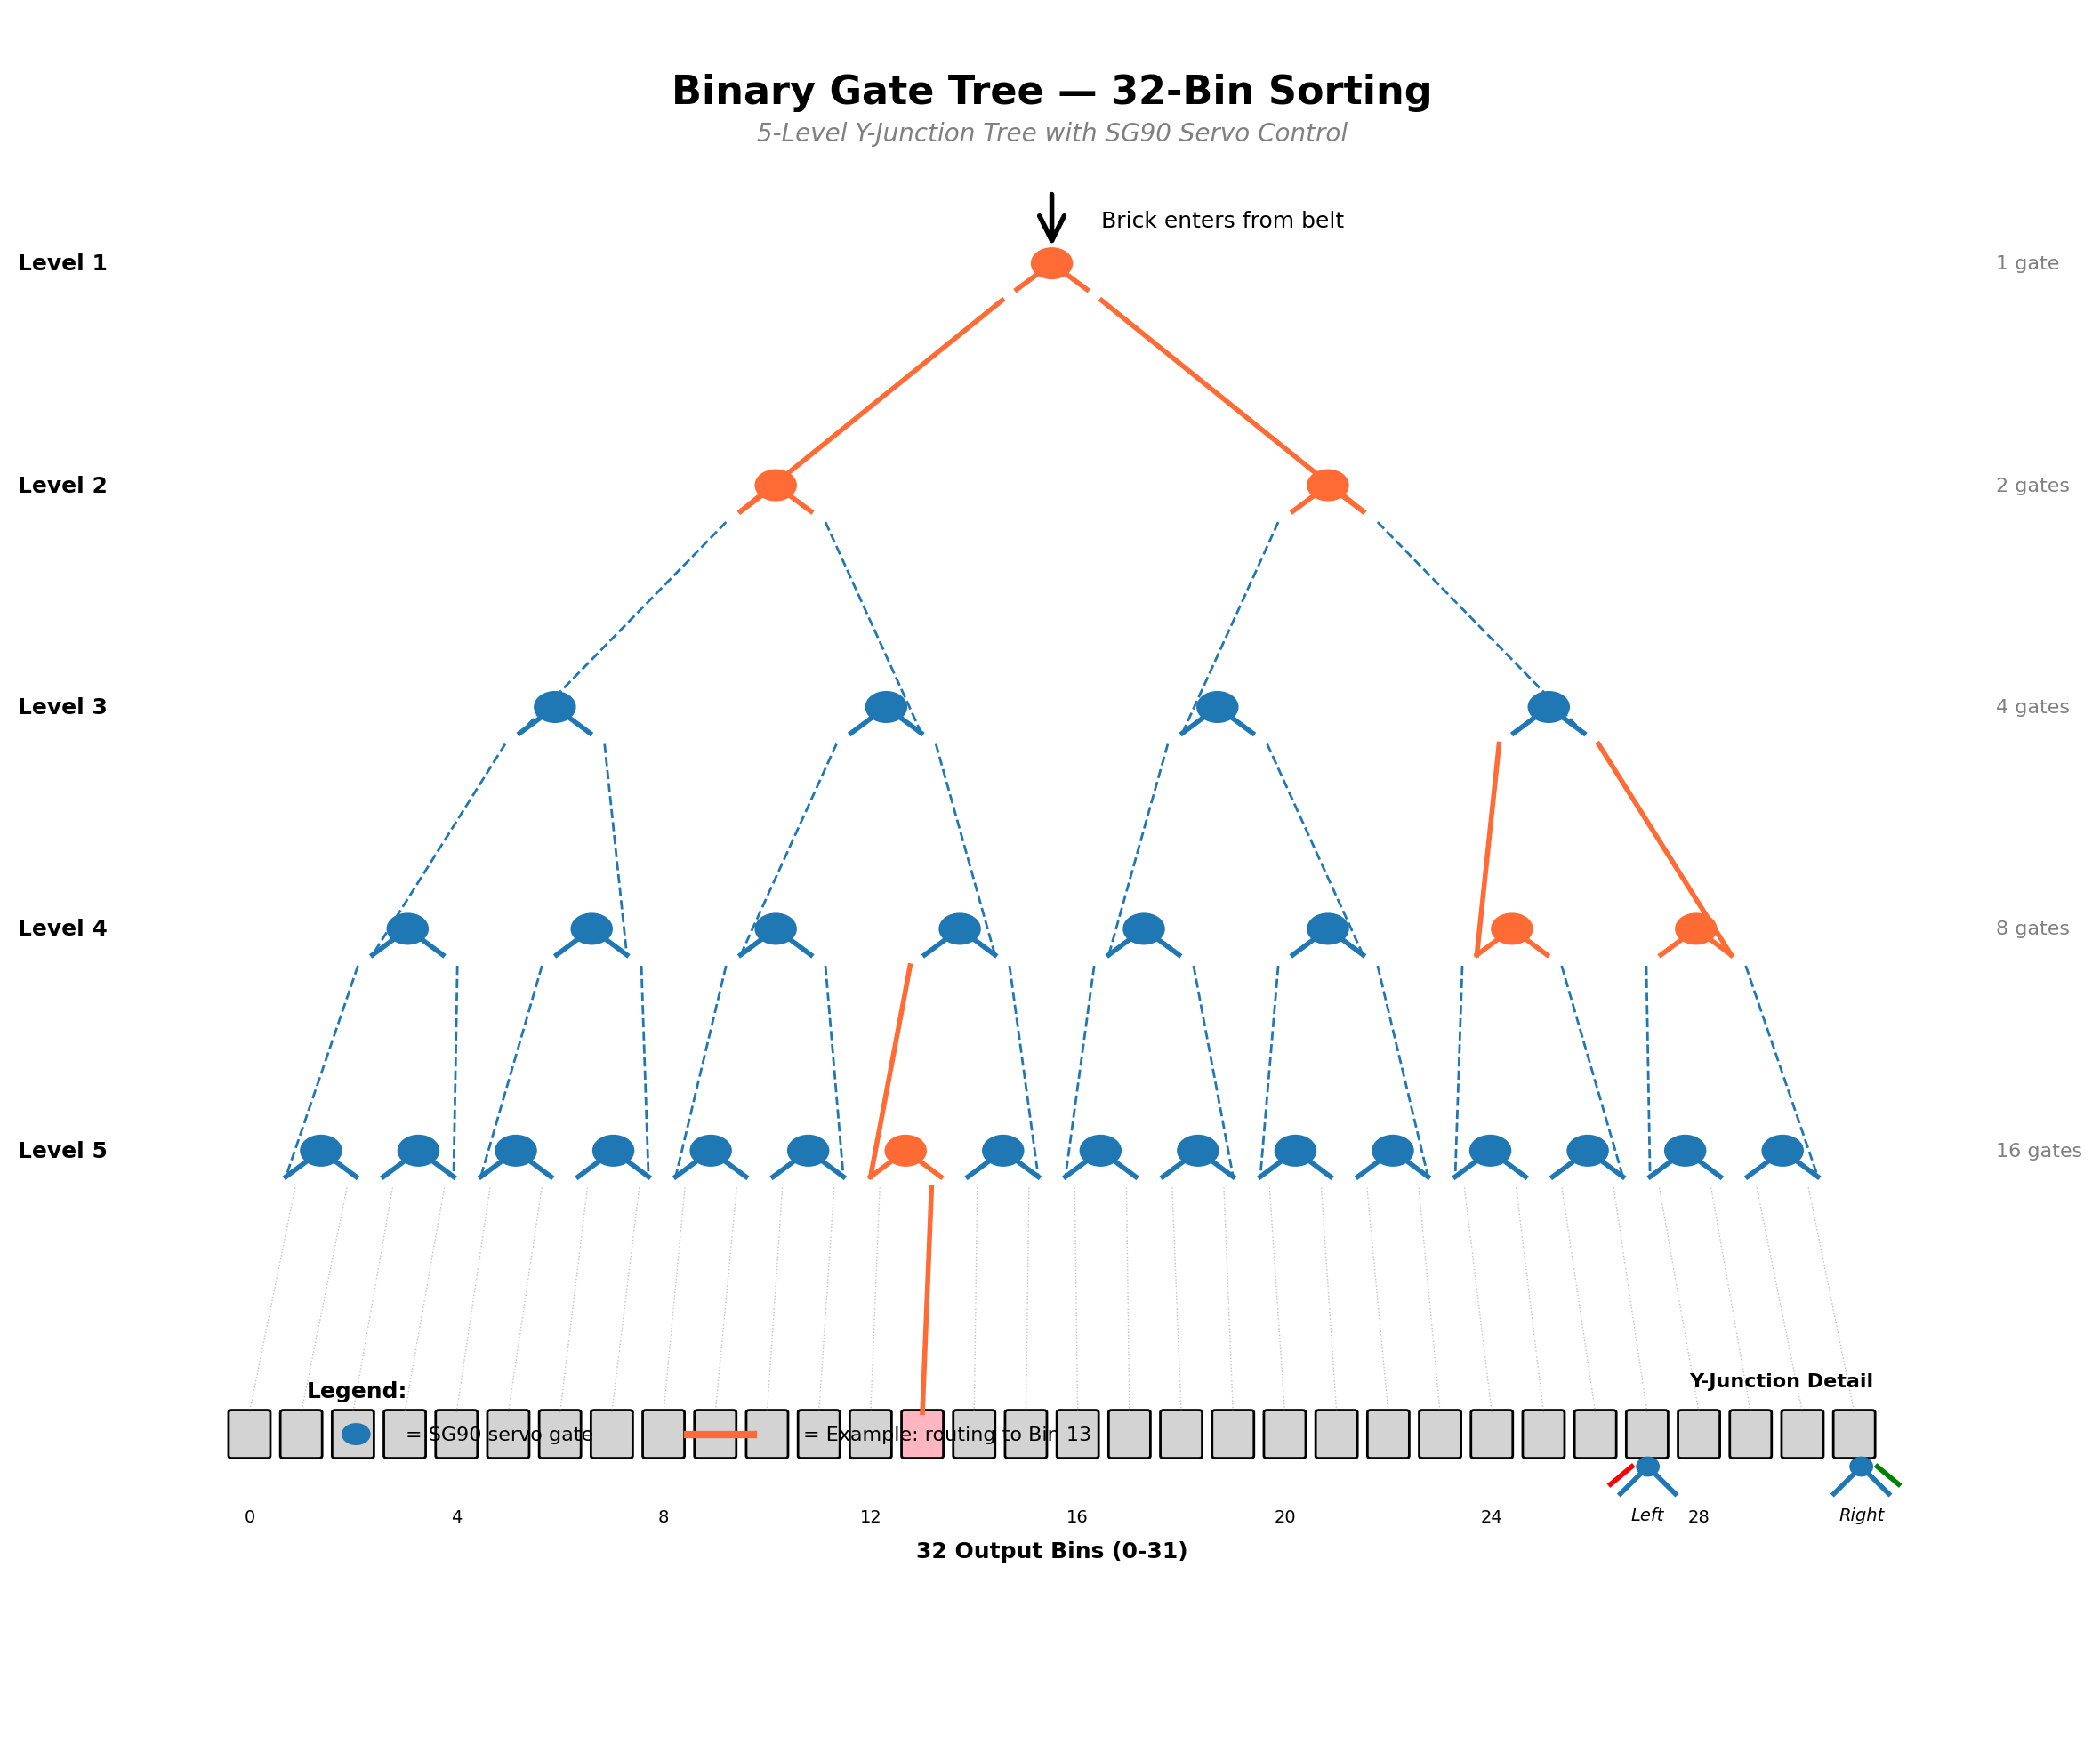 Binary Gate Tree — 32-Bin Sorting
5-Level Y-Junction Tree with SG90 Servo Control
Brick enters from belt
Level 1
1 gate
Level 2
2 gates
Level 3
4 gates
Level 4
8 gates
Level 5
16 gates
Legend:
Y-Junction Detail
= SG90 servo gate
= Example: routing to Bin 13
0 4 8 12 16 20 24 Left 28 Right
32 Output Bins (0-31)